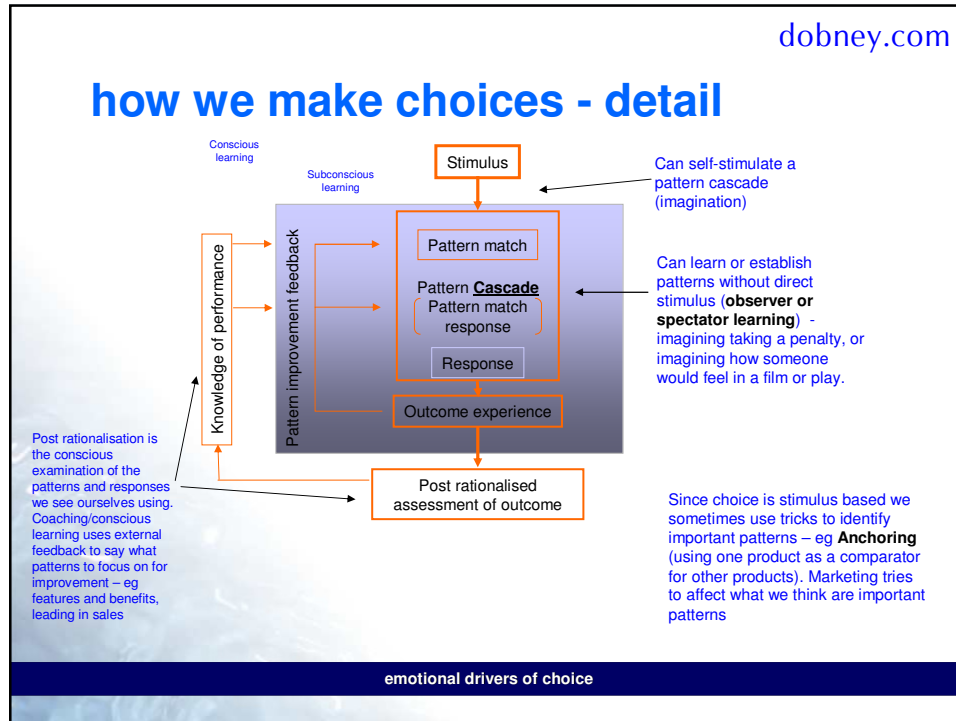 dobney.com
how we make choices - detail
Conscious
learning
Subconscious
learning
Stimulus
Can self-stimulate a
pattern cascade
(imagination)
Knowledge of performance
Pattern improvement feedback
Pattern match
Pattern Cascade
Pattern match
response
Response
Outcome experience
Can learn or establish
patterns without direct
stimulus (observer or
spectator learning) -
imagining taking a penalty, or
imagining how someone
would feel in a film or play.
Post rationalisation is
the conscious
examination of the
patterns and responses
we see ourselves using.
Coaching/conscious
learning uses external
feedback to say what
patterns to focus on for
improvement – eg
features and benefits,
leading in sales
Post rationalised
assessment of outcome
Since choice is stimulus based we
sometimes use tricks to identify
important patterns – eg Anchoring
(using one product as a comparator
for other products). Marketing tries
to affect what we think are important
patterns
emotional drivers of choice